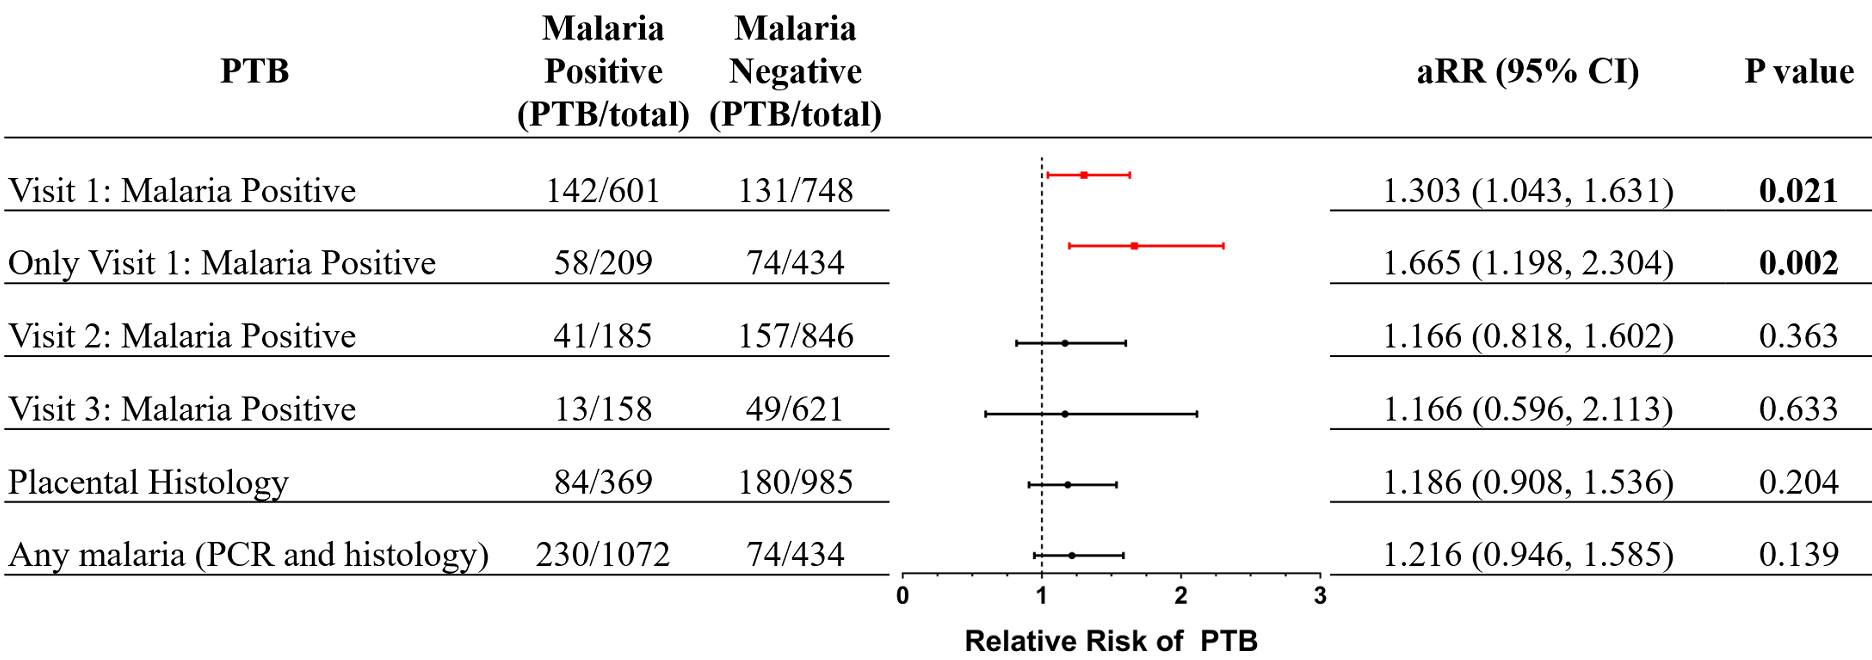 PTB
Malaria Positive (PTB/total)
Malaria Negative (PTB/total)
aRR (95% CI)
P value
Visit 1: Malaria Positive 142/601 131/748 1.303 (1.043, 1.631) 0.021
Only Visit 1: Malaria Positive 58/209 74/434 1.665 (1.198, 2.304) 0.002
Visit 2: Malaria Positive 41/185 157/846 1.166 (0.818, 1.602) 0.363
Visit 3: Malaria Positive 13/158 49/621 1.166 (0.596, 2.113) 0.633
Placental Histology 84/369 180/985 1.186 (0.908, 1.536) 0.204
Any malaria (PCR and histology) 230/1072 74/434 1.216 (0.946, 1.585) 0.139
0 1 2 3
Relative Risk of PTB